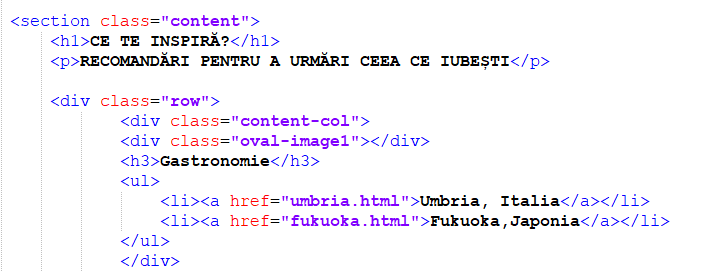 <section class="content">
<h1>CE TE INSPIRĂ?</h1>
<p>RECOMANDĂRI PENTRU A URMĂRI CEEA CE IUBEȘTI</p>
<div class="row">
<div class="content-col">
<div class="oval-image1"></div>
<h3>Gastronomie</h3>
<ul>
<li><a href="umbria.html">Umbria, Italia</a></li>
<li><a href="fukuoka.html">Fukuoka,Japonia</a></li>
</ul>
</div>